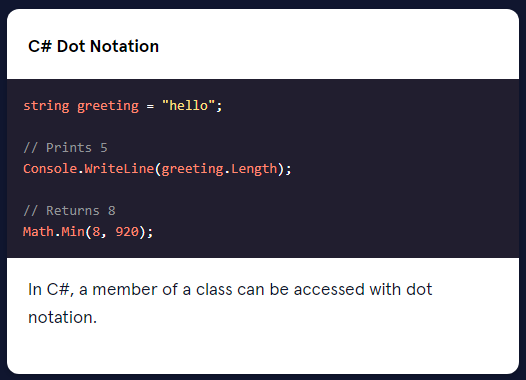 C# Dot Notation
string greeting = "hello";
// Prints 5
Console.WriteLine(greeting.Length);
// Returns 8
Math.Min(8, 920);
In C#, a member of a class can be accessed with dot
notation.